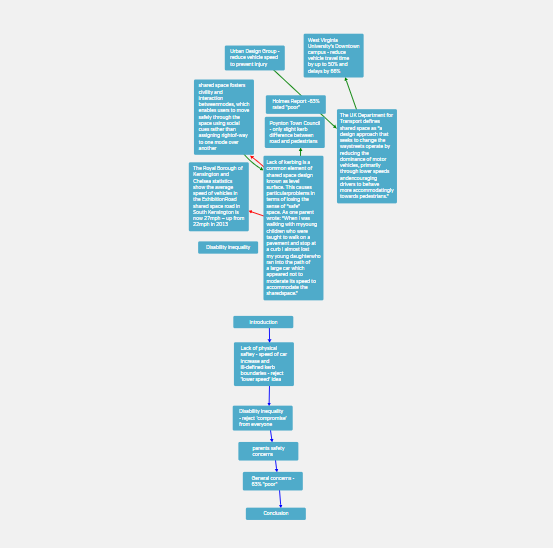 Urban Design Group -
reduce vehicle speed
to prevent injury
West Virginia
University's Downtown
campus - reduce
vehicle travel time
by up to 50% and
delays by 66%
shared space fosters
civility and
interaction
betweenmodes, which
enables users to move
safely through the
space using social
cues rather than
assigning rightof-way
to one mode over
another
Holmes Report -63%
rated "poor"
Poynton Town Council
- only slight kerb
difference between
road and pedestrians
The UK Department for
Transport defines
shared space as "a
design approach that
seeks to change the
waystreets operate by
reducing the
dominance of motor
vehicles, primarily
through lower speeds
andencouraging
drivers to behave
more accommodatingly
towards pedestrians."
The Royal Borough of
Kensington and
Chelsea statistics
show the average
speed of vehicles in
the ExhibitionRoad
shared space road in
South Kensington is
now 27mph – up from
22mph in 2015
Lack of kerbing is a
common element of
shared space design
known as level
surface. This causes
particularproblems in
terms of losing the
sense of "safe"
space. As one parent
wrote: "When I was
walking with myyoung
children who were
taught to walk on a
pavement and stop at
a kerb I almost lost
my young daughterwho
ran into the path of
a large car which
appeared not to
moderate its speed to
accommodate the
sharedspace."
Disability inequality
Introduction
Lack of physical
saftey - speed of car
increase and
ill-defined kerb
boundaries - reject
'lower speed' idea
Disability inequality
- reject 'compromise'
from everyone
parents safety
concerns
General concerns -
63% "poor"
Conclusion